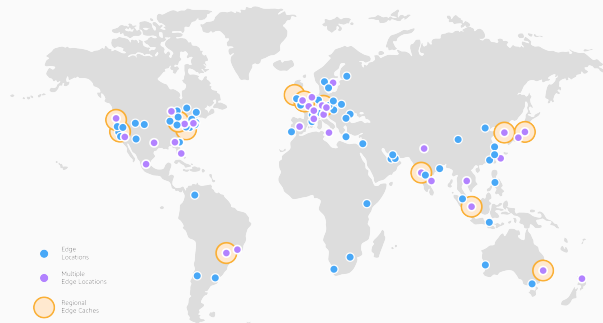 Edge
Locations
Multiple
Edge Locations
Regional
Edge Caches